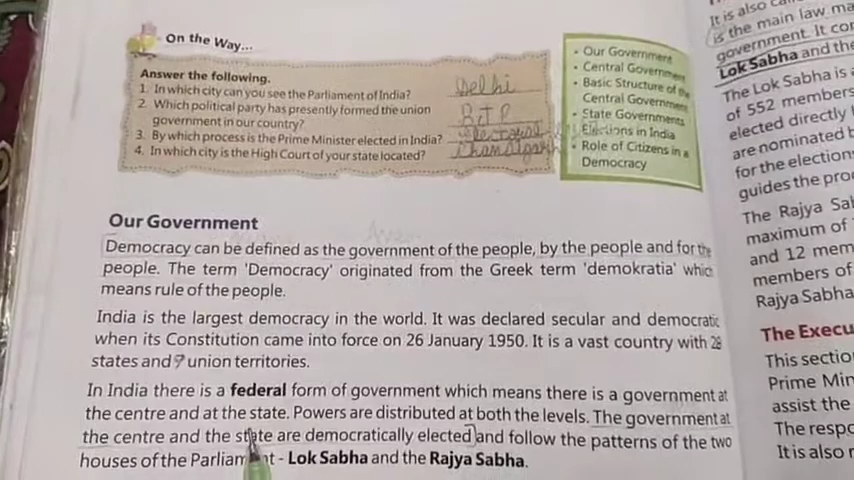 On the Way...
Answer the following.
1. In which city can you see the Parliament of India? Delhi
2. Which political party has presently formed the union
government in our country? BJP
3. By which process is the Prime Minister elected in India? electoral
4. In which city is the High Court of your state located? Chandigarh
• Our Government
• Central Government
• Basic Structure of the
Central Government
• State Governments
Elections in India
• Role of Citizens in a
Democracy
Our Government
Democracy can be defined as the government of the people, by the people and for the
people. The term 'Democracy' originated from the Greek term 'demokratia' which
means rule of the people.
India is the largest democracy in the world. It was declared secular and democratic
when its Constitution came into force on 26 January 1950. It is a vast country with 28
states and 7 union territories.
In India there is a federal form of government which means there is a government at
the centre and at the state. Powers are distributed at both the levels. The government at
the centre and the state are democratically elected and follow the patterns of the two
houses of the Parliament - Lok Sabha and the Rajya Sabha.
It is also
is the main law
government. It
Lok Sabha and the
The Lok Sabha is
of 552 members
elected directly
are nominated b
for the election
guides the pro
The Rajya Sa
maximum of
and 12 mem
members of
Rajya Sabha
The Execu
This sectio
Prime Min
assist the
The respo
It is also